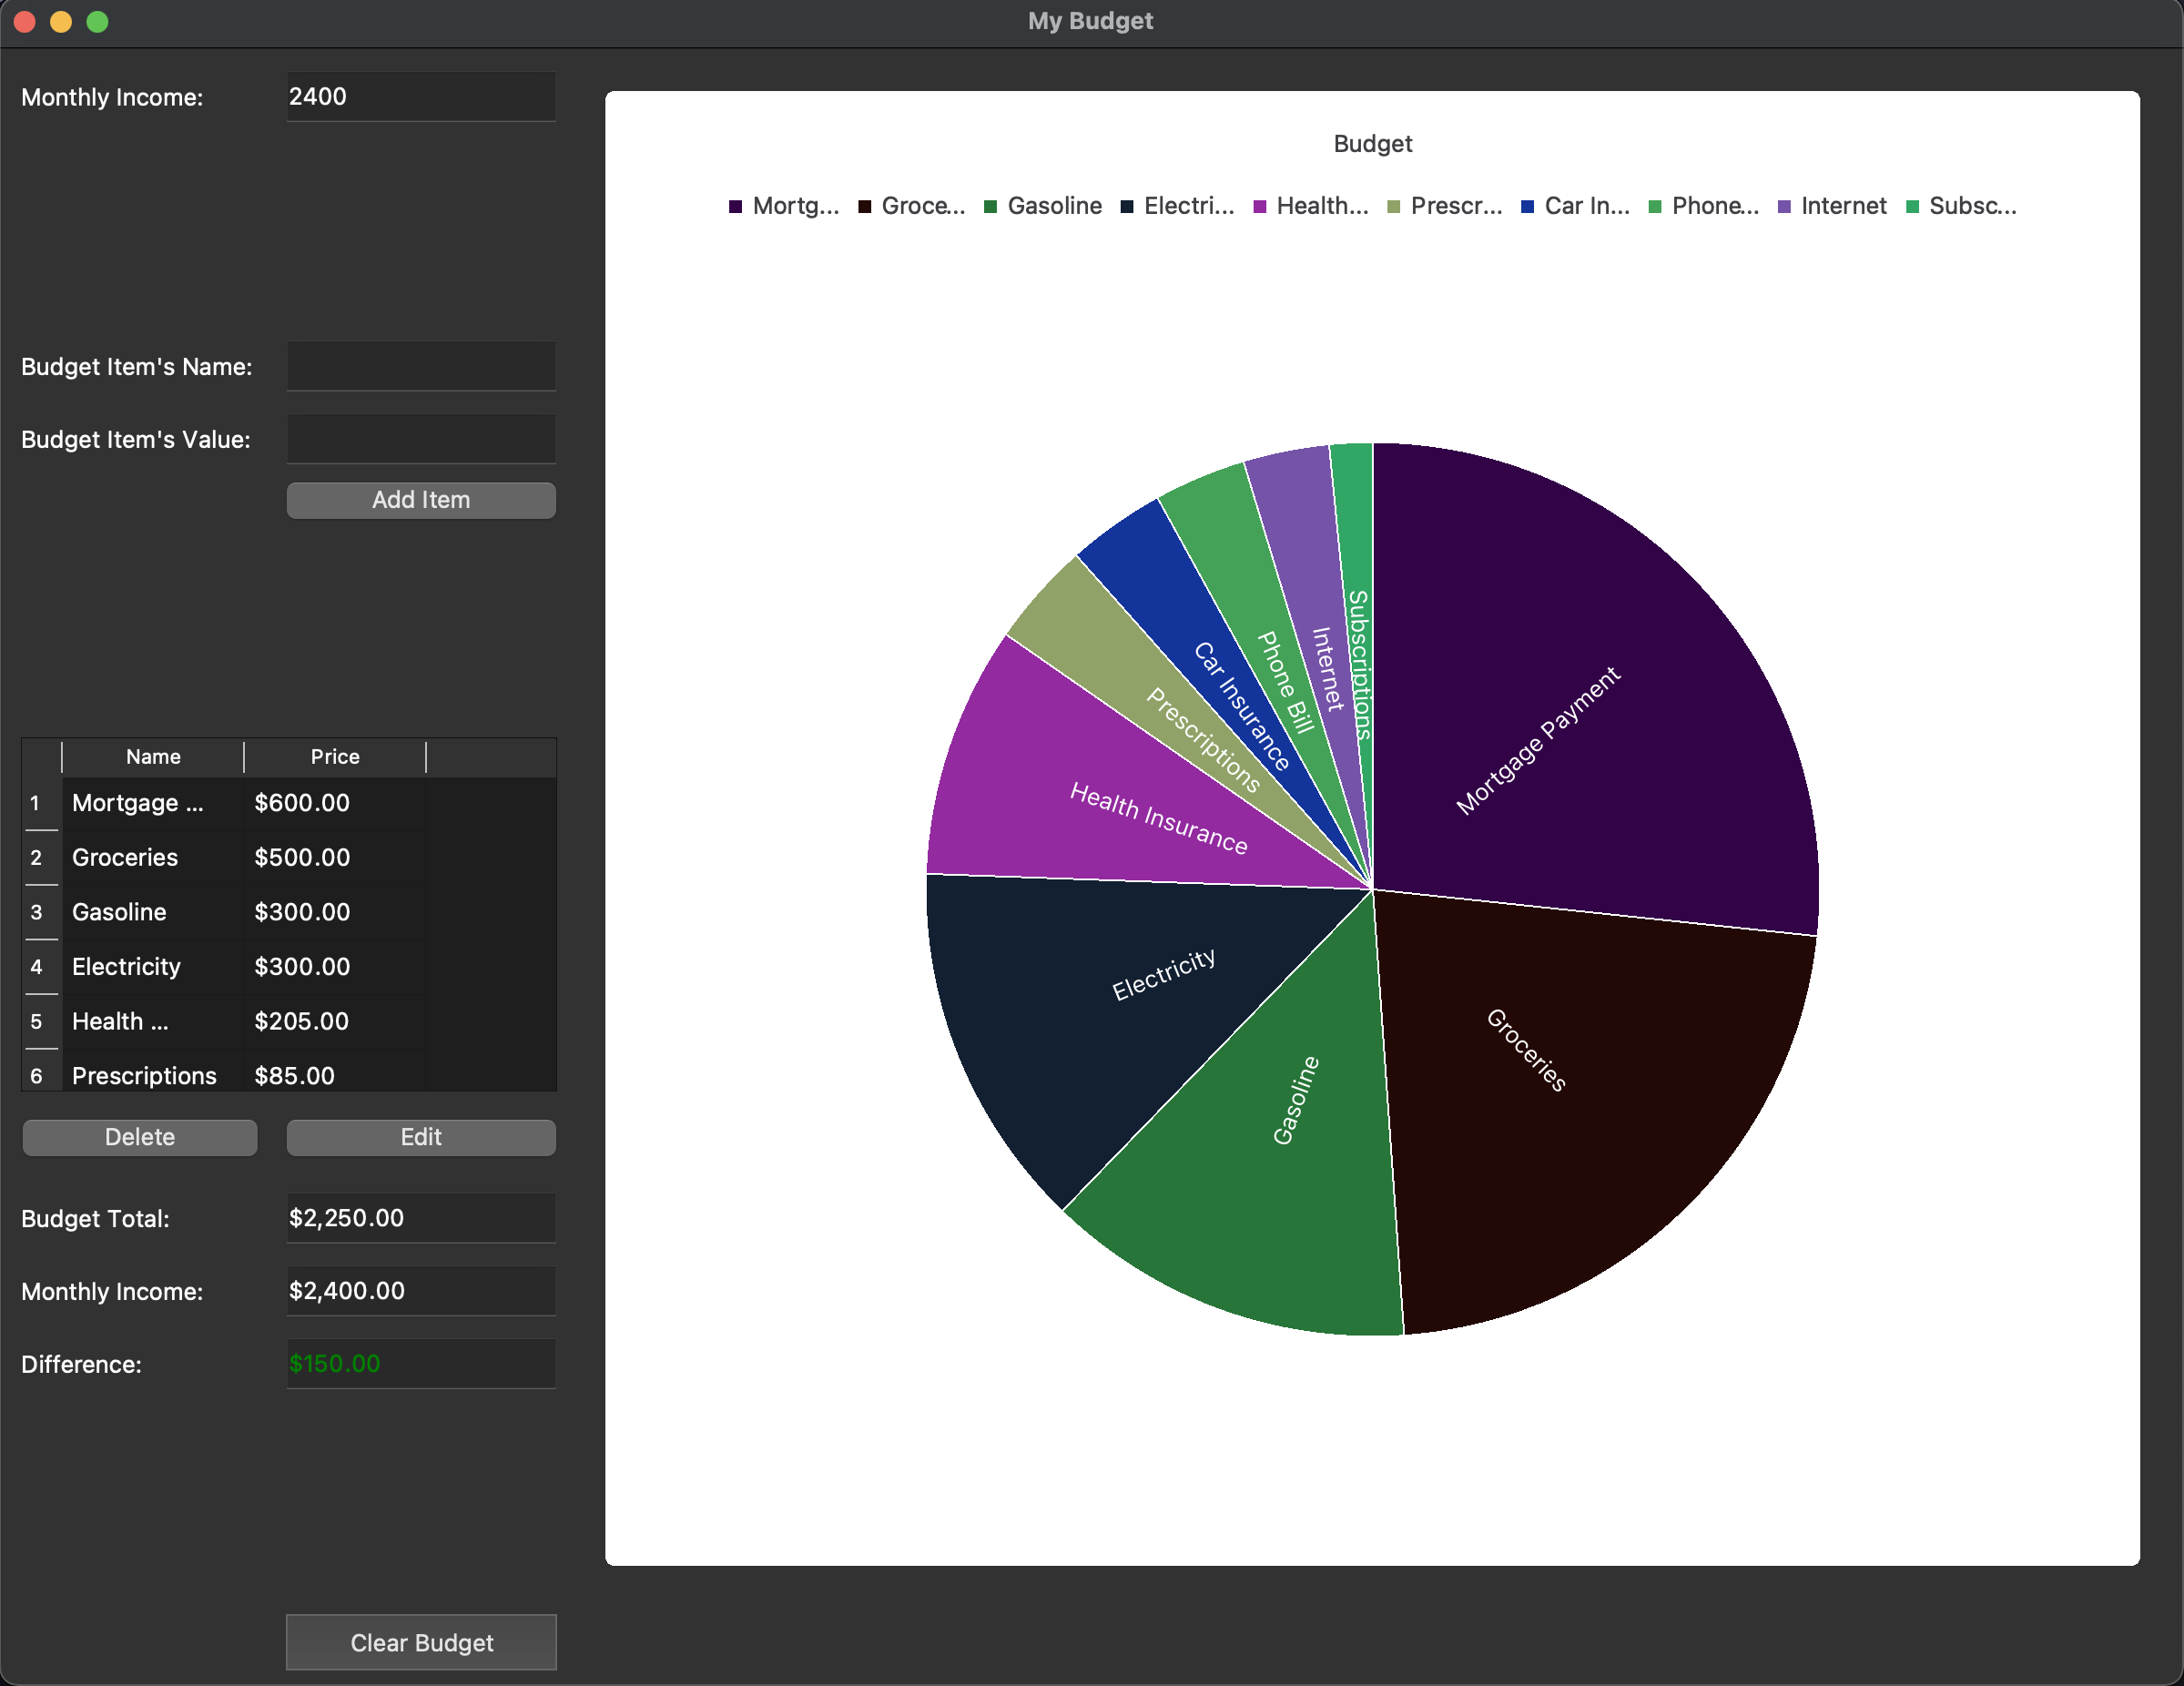 My Budget
Monthly Income: 2400
Budget Item's Name:
Budget Item's Value:
Add Item
Name Price
1 Mortgage ... $600.00
2 Groceries $500.00
3 Gasoline $300.00
4 Electricity $300.00
5 Health ... $205.00
6 Prescriptions $85.00
Delete Edit
Budget Total: $2,250.00
Monthly Income: $2,400.00
Difference: $150.00
Clear Budget
Budget
Mortg... Groce... Gasoline Electri... Health... Prescr... Car In... Phone... Internet Subsc...
Mortgage Payment
Groceries
Gasoline
Electricity
Health Insurance
Prescriptions
Car Insurance
Phone Bill
Internet
Subscriptions